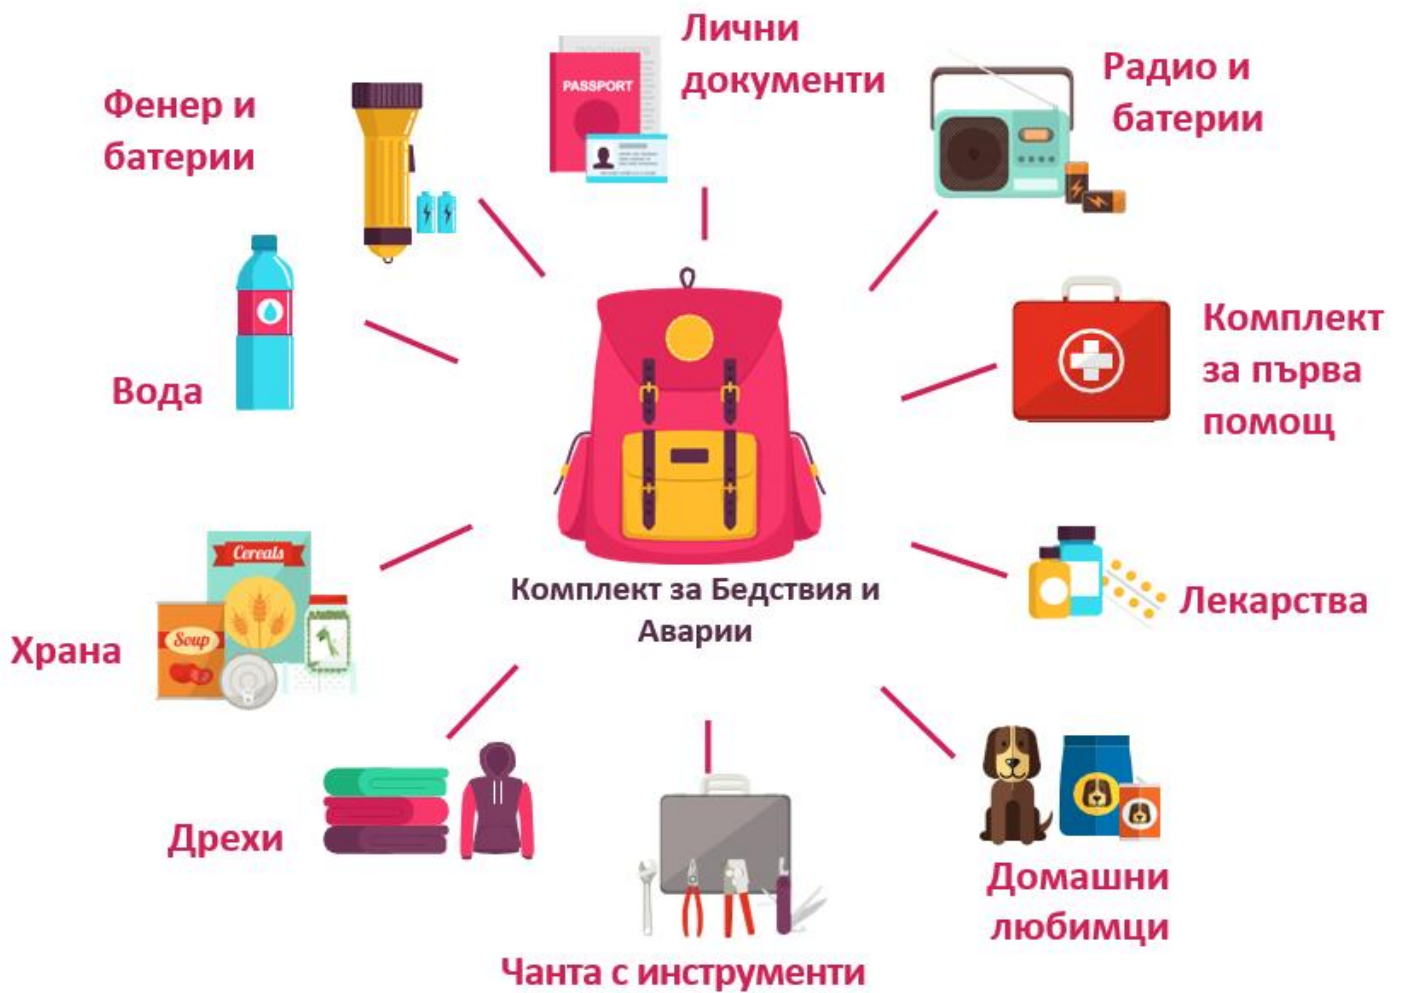 Лични
документи
DOCUMENTS
PASSPORT
Радио и
батерии
Фенер и
батерии
Вода
Комплект
за първа
помощ
Cereals
Soup
Храна
Комплект за Бедствия и
Аварии
Лекарства
Дрехи
Домашни
любимци
Чанта с инструменти